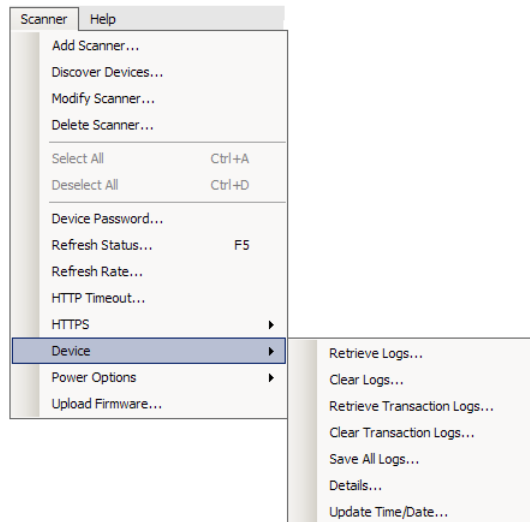 Scanner Help
Add Scanner...
Discover Devices...
Modify Scanner...
Delete Scanner...
Select All Ctrl+A
Deselect All Ctrl+D
Device Password...
Refresh Status... F5
Refresh Rate...
HTTP Timeout...
HTTPS
Device
Power Options
Upload Firmware...
Retrieve Logs...
Clear Logs...
Retrieve Transaction Logs...
Clear Transaction Logs...
Save All Logs...
Details...
Update Time/Date...